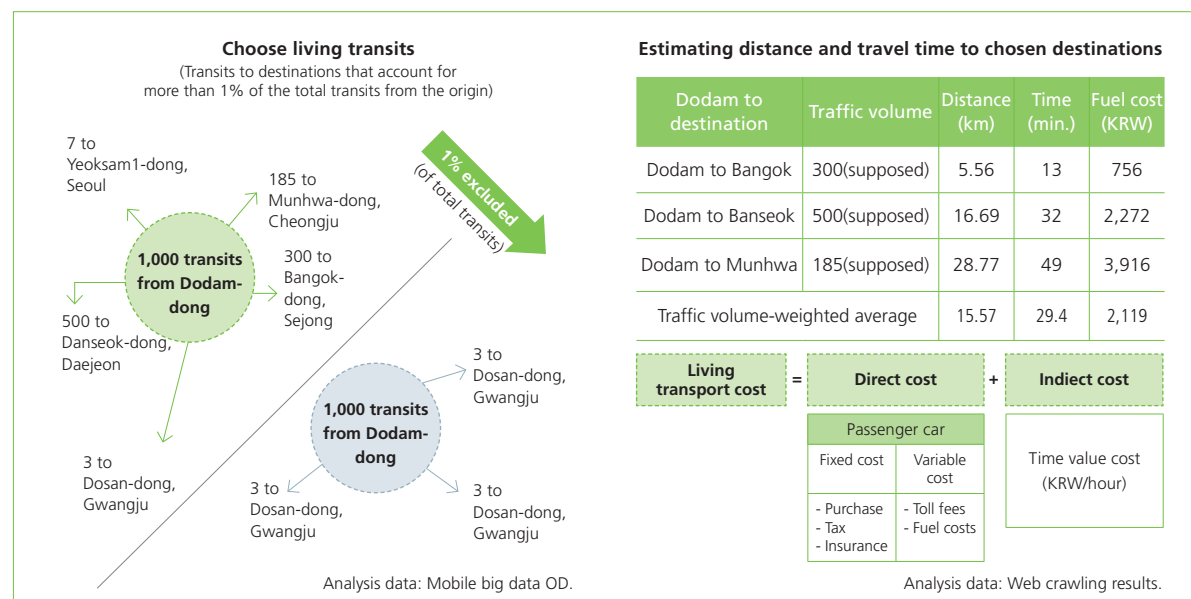 Choose living transits
(Transits to destinations that account for
more than 1% of the total transits from the origin)
7 to
Yeoksam1-dong,
Seoul
185 to
Munhwa-dong,
Cheongju
1,000 transits
from Dodam-
dong
300 to
Bangok-
dong,
Sejong
500 to
Danseok-dong,
Daejeon
3 to
Dosan-dong,
Gwangju
1% excluded
(of total transits)
3 to
Dosan-dong,
Gwangju
1,000 transits
from Dodam-
dong
3 to
Dosan-dong,
Gwangju
3 to
Dosan-dong,
Gwangju
Analysis data: Mobile big data OD.
Estimating distance and travel time to chosen destinations
Dodam to destination Traffic volume Distance (km) Time (min.) Fuel cost (KRW)
Dodam to Bangok 300(supposed) 5.56 13 756
Dodam to Banseok 500(supposed) 16.69 32 2,272
Dodam to Munhwa 185(supposed) 28.77 49 3,916
Traffic volume-weighted average 15.57 29.4 2,119
Living
transport cost
=
Direct cost
+
Indiect cost
Passenger car
Fixed cost
Variable
cost
- Purchase
- Tax
- Insurance
- Toll fees
- Fuel costs
Time value cost
(KRW/hour)
Analysis data: Web crawling results.